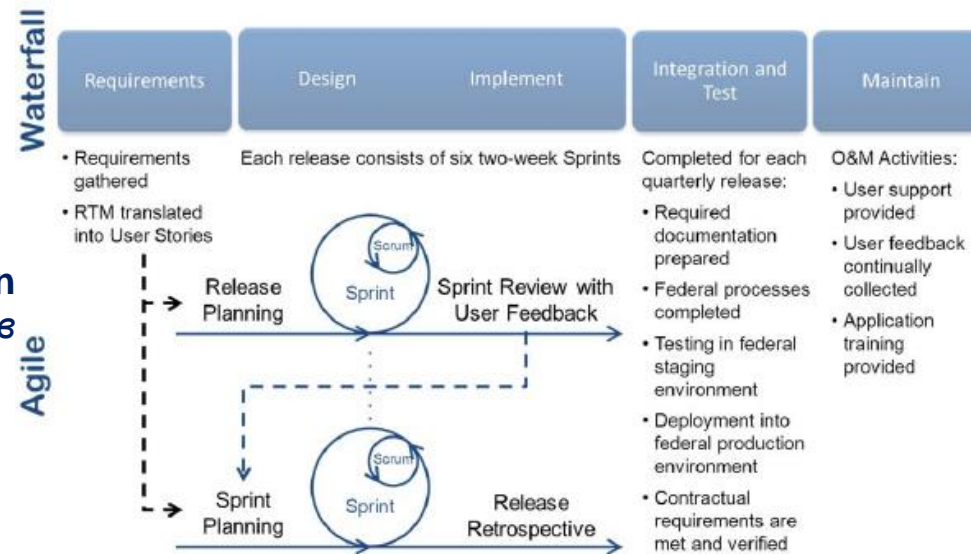 Waterfall
Requirements
Design
Implement
Integration and
Test
Maintain
• Requirements
gathered
• RTM translated
into User Stories
Each release consists of six two-week Sprints
Scrum
Sprint
Release
Planning
Sprint Review with
User Feedback
Agile
Scrum
Sprint
Sprint
Planning
Release
Retrospective
Completed for each
quarterly release:
• Required
documentation
prepared
• Federal processes
completed
• Testing in federal
staging
environment
• Deployment into
federal production
environment
• Contractual
requirements are
met and verified
O&M Activities:
• User support
provided
• User feedback
continually
collected
• Application
training
provided